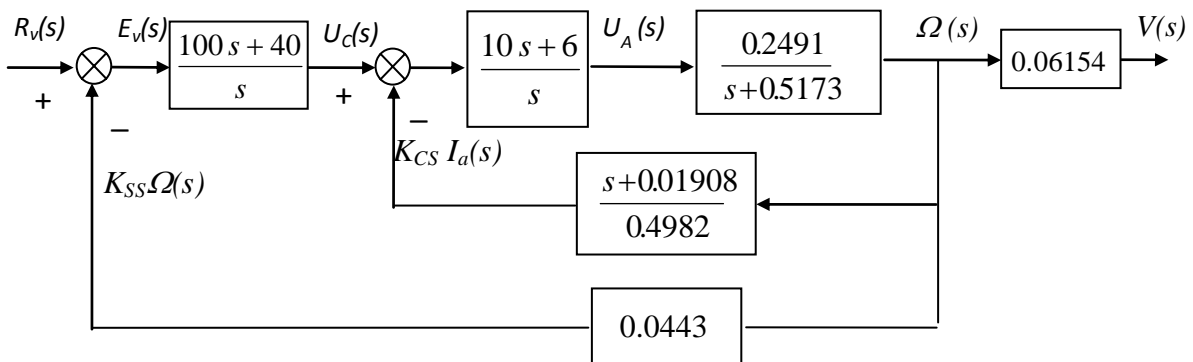 R_v(s)
E_v(s)
100 s + 40
s
U_C(s)
10 s + 6
s
U_A (s)
0.2491
s+0.5173
Ω (s)
0.06154
V(s)
+
−
+
−
K_CS I_a(s)
K_SSΩ(s)
s+0.01908
0.4982
0.0443